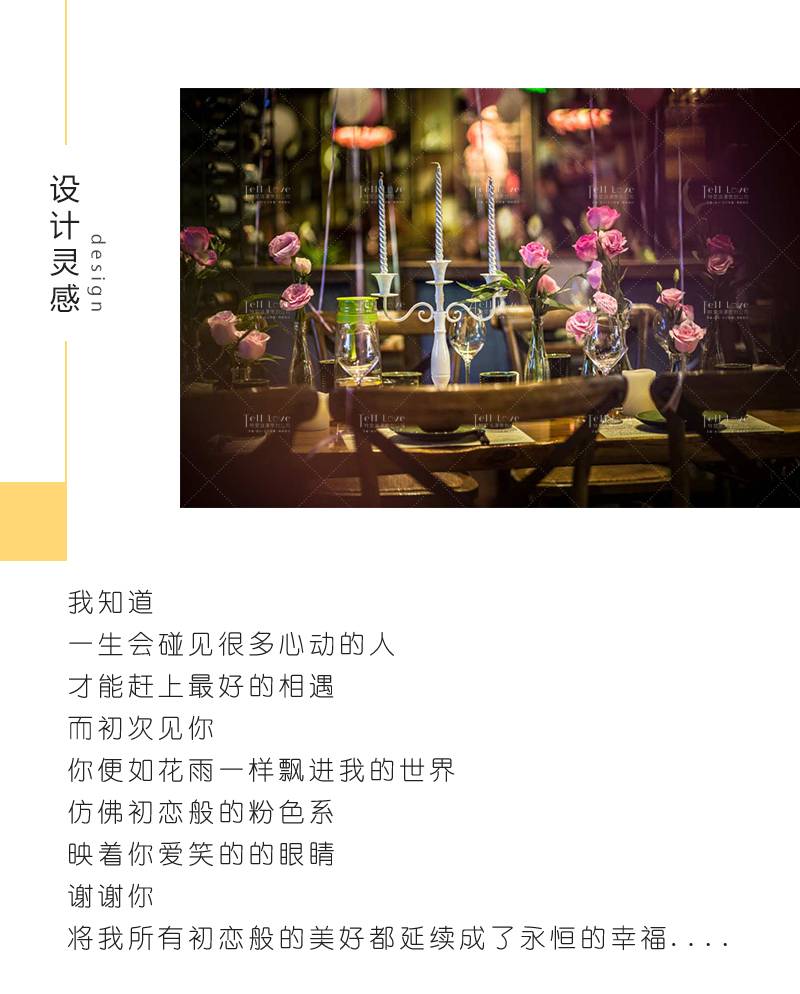 设计灵感
design
Tell Love
我知道
一生会碰见很多心动的人
才能赶上最好的相遇
而初次见你
你便如花雨一样飘进我的世界
仿佛初恋般的粉色系
映着你爱笑的的眼睛
谢谢你
将我所有初恋般的美好都延续成了永恒的幸福....